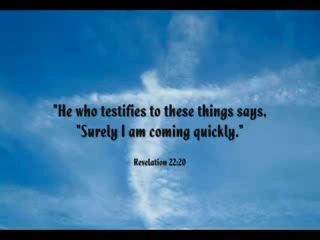 "He who testifies to these things says,
"Surely I am coming quickly."
Revelation 22:20